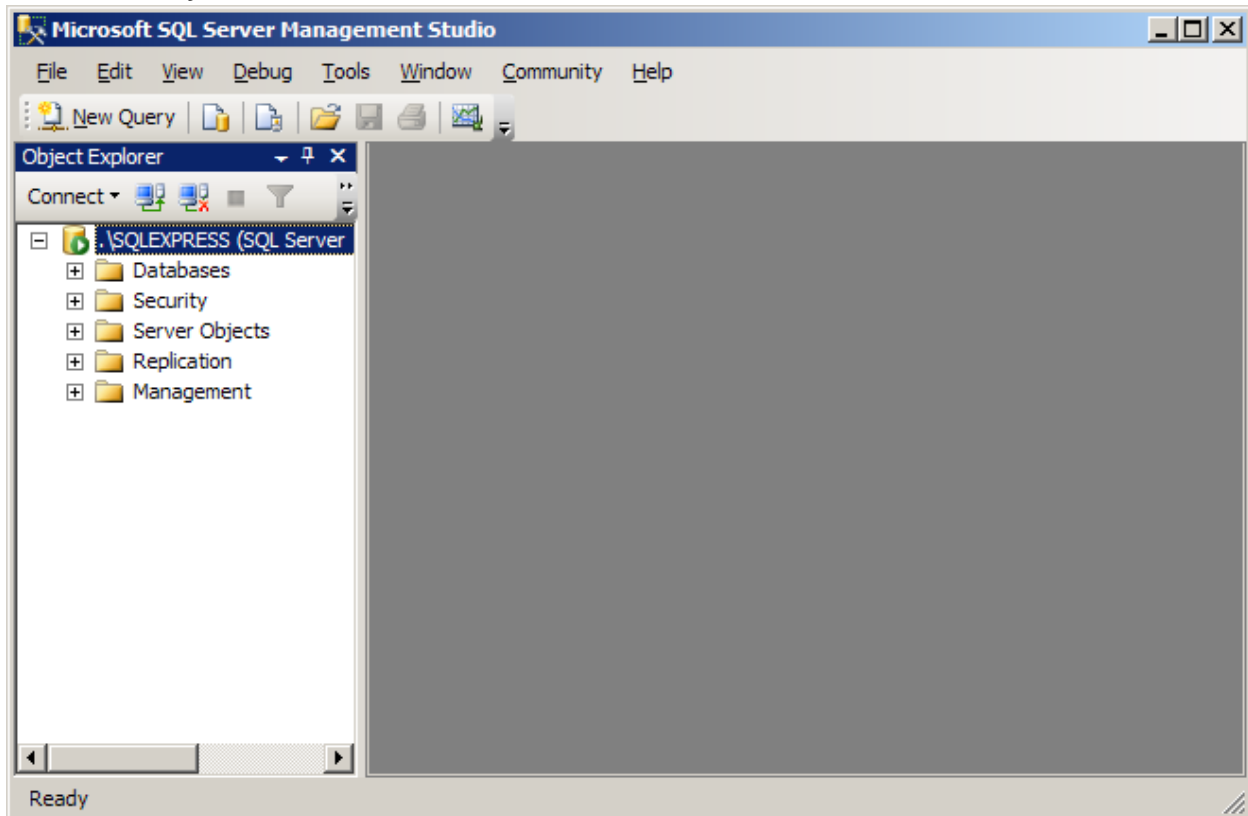 Microsoft SQL Server Management Studio
File Edit View Debug Tools Window Community Help
New Query
Object Explorer
Connect
.\SQLEXPRESS (SQL Server
Databases
Security
Server Objects
Replication
Management
Ready